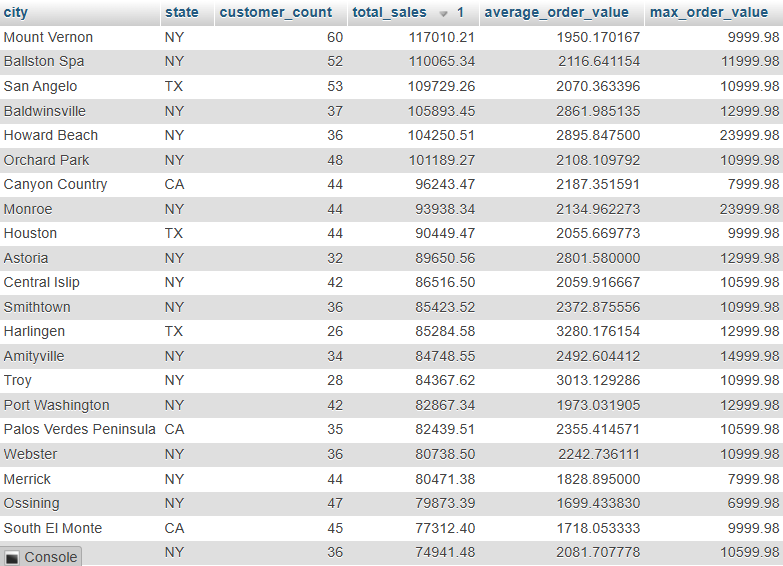 city state customer_count total_sales 1 average_order_value max_order_value
Mount Vernon NY 60 117010.21 1950.170167 9999.98
Ballston Spa NY 52 110065.34 2116.641154 11999.98
San Angelo TX 53 109729.26 2070.363396 10999.98
Baldwinsville NY 37 105893.45 2861.985135 12999.98
Howard Beach NY 36 104250.51 2895.847500 23999.98
Orchard Park NY 48 101189.27 2108.109792 10999.98
Canyon Country CA 44 96243.47 2187.351591 7999.98
Monroe NY 44 93938.34 2134.962273 23999.98
Houston TX 44 90449.47 2055.669773 9999.98
Astoria NY 32 89650.56 2801.580000 12999.98
Central Islip NY 42 86516.50 2059.916667 10599.98
Smithtown NY 36 85423.52 2372.875556 10999.98
Harlingen TX 26 85284.58 3280.176154 12999.98
Amityville NY 34 84748.55 2492.604412 14999.98
Troy NY 28 84367.62 3013.129286 10999.98
Port Washington NY 42 82867.34 1973.031905 12999.98
Palos Verdes Peninsula CA 35 82439.51 2355.414571 10599.98
Webster NY 36 80738.50 2242.736111 10999.98
Merrick NY 44 80471.38 1828.895000 7999.98
Ossining NY 47 79873.39 1699.433830 6999.98
South El Monte CA 45 77312.40 1718.053333 9999.98
Console NY 36 74941.48 2081.707778 10599.98